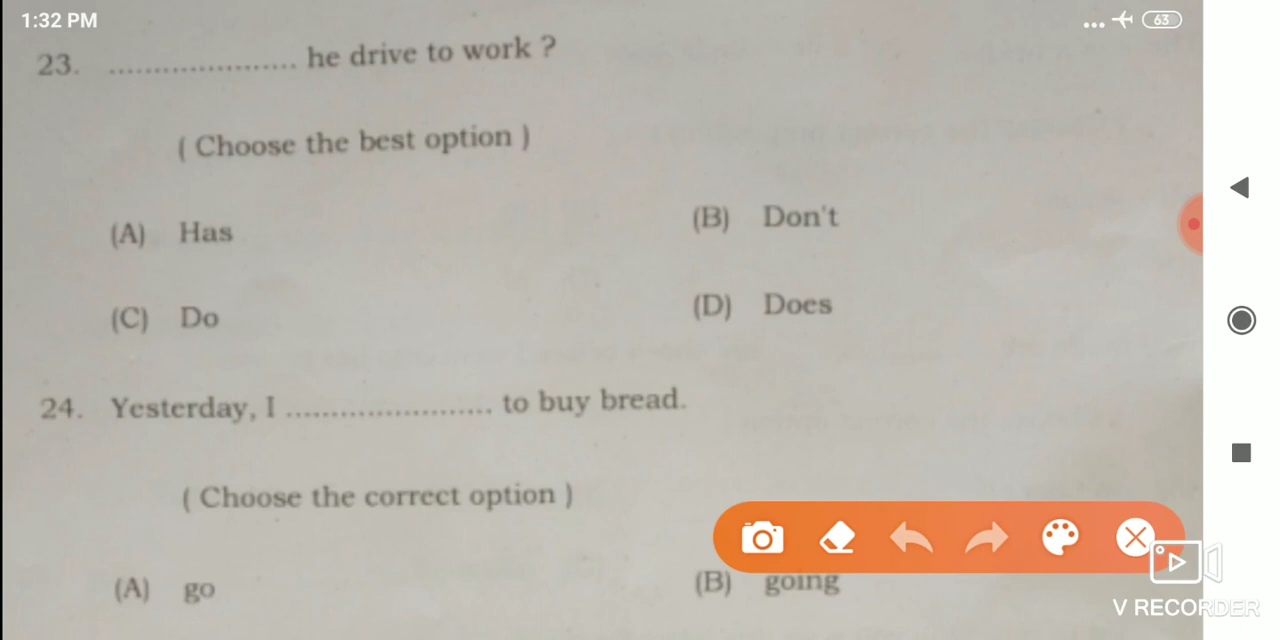 1:32 PM
63
23. .................... he drive to work ?
( Choose the best option )
(A) Has
(B) Don't
(C) Do
(D) Does
24. Yesterday, I ...................... to buy bread.
( Choose the correct option )
(A) go
(B) going
V RECORDER